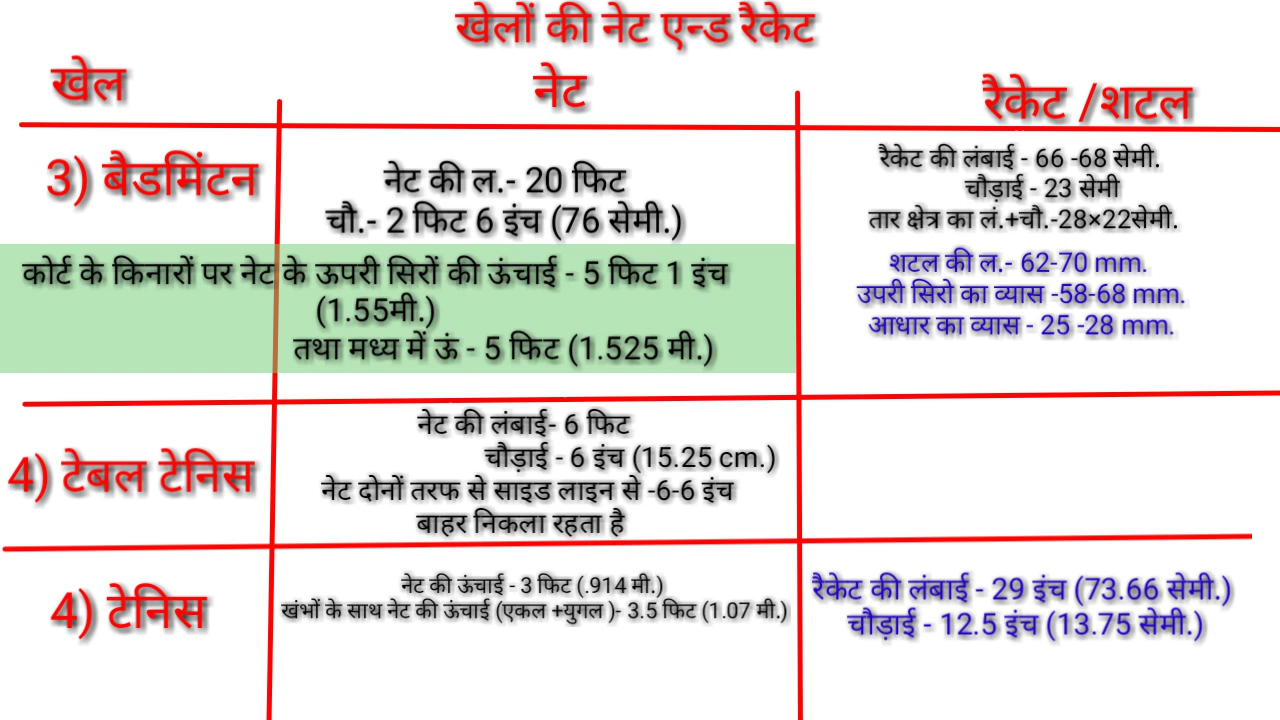 खेलों की नेट एन्ड रैकेट
खेल
नेट
रैकेट /शटल
3) बैडमिंटन
नेट की ल.- 20 फिट
चौ.- 2 फिट 6 इंच (76 सेमी.)
कोर्ट के किनारों पर नेट के ऊपरी सिरों की ऊंचाई - 5 फिट 1 इंच
(1.55मी.)
तथा मध्य में ऊं - 5 फिट (1.525 मी.)
रैकेट की लंबाई - 66 -68 सेमी.
चौड़ाई - 23 सेमी
तार क्षेत्र का लं.+चौ.-28×22सेमी.
शटल की ल.- 62-70 mm.
उपरी सिरो का व्यास -58-68 mm.
आधार का व्यास - 25 -28 mm.
4) टेबल टेनिस
नेट की लंबाई- 6 फिट
चौड़ाई - 6 इंच (15.25 cm.)
नेट दोनों तरफ से साइड लाइन से -6-6 इंच
बाहर निकला रहता है
4) टेनिस
नेट की ऊंचाई - 3 फिट (.914 मी.)
खंभों के साथ नेट की ऊंचाई (एकल +युगल )- 3.5 फिट (1.07 मी.)
रैकेट की लंबाई - 29 इंच (73.66 सेमी.)
चौड़ाई - 12.5 इंच (13.75 सेमी.)